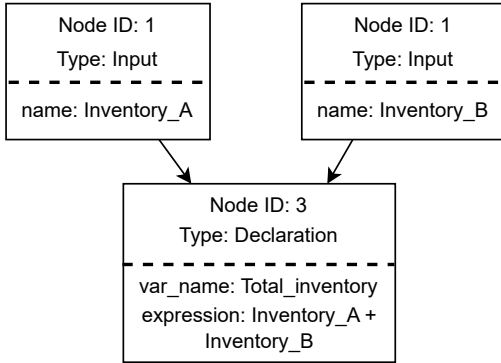 Node ID: 1
Type: Input
name: Inventory_A
Node ID: 1
Type: Input
name: Inventory_B
Node ID: 3
Type: Declaration
var_name: Total_inventory
expression: Inventory_A +
Inventory_B